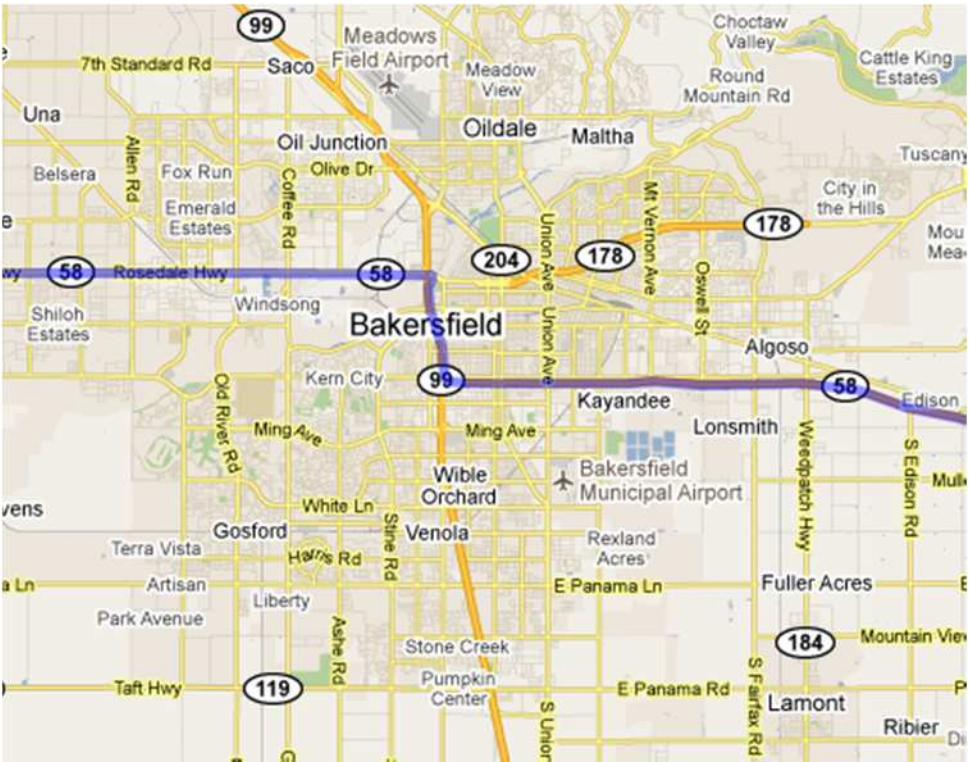 99
Meadows
Field Airport
Choctaw
Valley
7th Standard Rd
Saco
Meadow
View
Cattle King
Estates
Round
Mountain Rd
Una
Oildale
Maltha
Oil Junction
Allen Rd
Olive Dr
Tuscany
Belsera
Fox Run
Coffee Rd
Mt Vernon Ave
City in
the Hills
Emerald
Estates
Union Ave
178
Mou
Mea
204
178
58
Rosedale Hwy
58
Oswell St
Windsong
Shiloh
Estates
Bakersfield
Union Ave
Algoso
Kern City
99
58
Edison
Old River Rd
Kayandee
Ming Ave
Ming Ave
Lonsmith
Weedpatch Hwy
S Edison Rd
Wible
Orchard
Bakersfield
Municipal Airport
Mull
vens
White Ln
Gosford
Stine Rd
Venola
Terra Vista
Harris Rd
Rexland
Acres
a Ln
Artisan
E Panama Ln
Fuller Acres
E
Liberty
Park Avenue
Ashe Rd
184
Mountain View
Stone Creek
S Fairfax Rd
Taft Hwy
119
Pumpkin
Center
E Panama Rd
P
Lamont
S Union
Ribier
Di